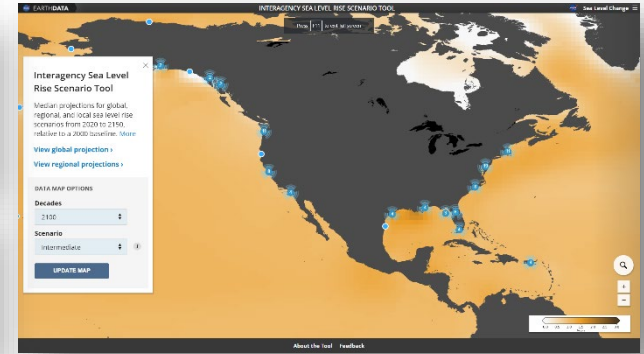 EARTHDATA
INTERAGENCY SEA LEVEL RISE SCENARIO TOOL
Sea Level Change
Press
Interagency Sea Level
Rise Scenario Tool
Median projections for global,
regional, and local sea level rise
scenarios from 2020 to 2150,
relative to a 2000 baseline. More
View global projection ›
View regional projections ›
DATA MAP OPTIONS
Decades
2100
Scenario
Intermediate
UPDATE MAP
About the Tool
Feedback